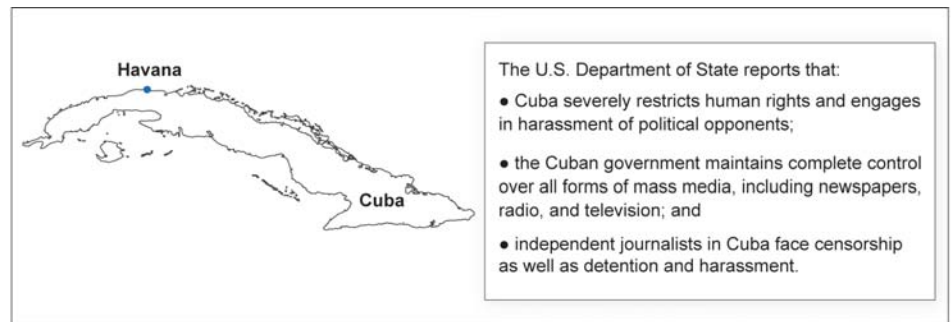 Havana
Cuba
The U.S. Department of State reports that:
● Cuba severely restricts human rights and engages
in harassment of political opponents;
● the Cuban government maintains complete control
over all forms of mass media, including newspapers,
radio, and television; and
● independent journalists in Cuba face censorship
as well as detention and harassment.